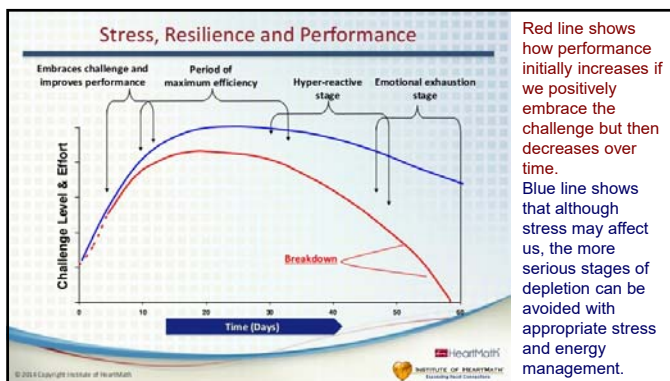 Stress, Resilience and Performance
Embraces challenge and
improves performance
Period of
maximum efficiency
Hyper-reactive
stage
Emotional exhaustion
stage
Challenge Level & Effort
Breakdown
0
10
20
30
40
50
60
Time (Days)
© 2014 Copyright Institute of HeartMath
HeartMath
INSTITUTE OF HEARTMATH
Red line shows
how performance
initially increases if
we positively
embrace the
challenge but then
decreases over
time.
Blue line shows
that although
stress may affect
us, the more
serious stages of
depletion can be
avoided with
appropriate stress
and energy
management.